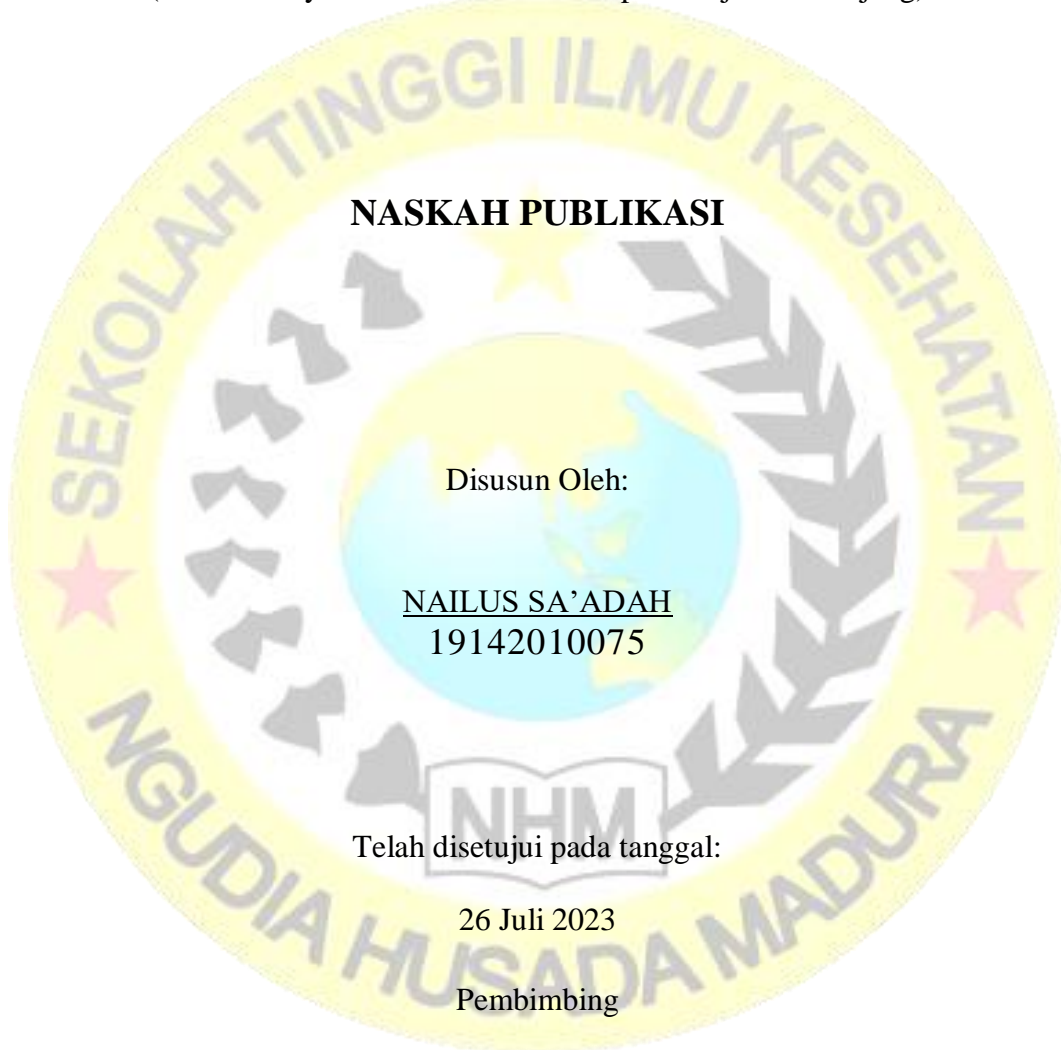 NASKAH PUBLIKASI
SEKOLAH TINGGI ILMU KESEHATAN
Disusun Oleh:
NAILUS SA’ADAH
19142010075
NHM
Telah disetujui pada tanggal:
26 Juli 2023
NGUDIA HUSADA MADURA
Pembimbing